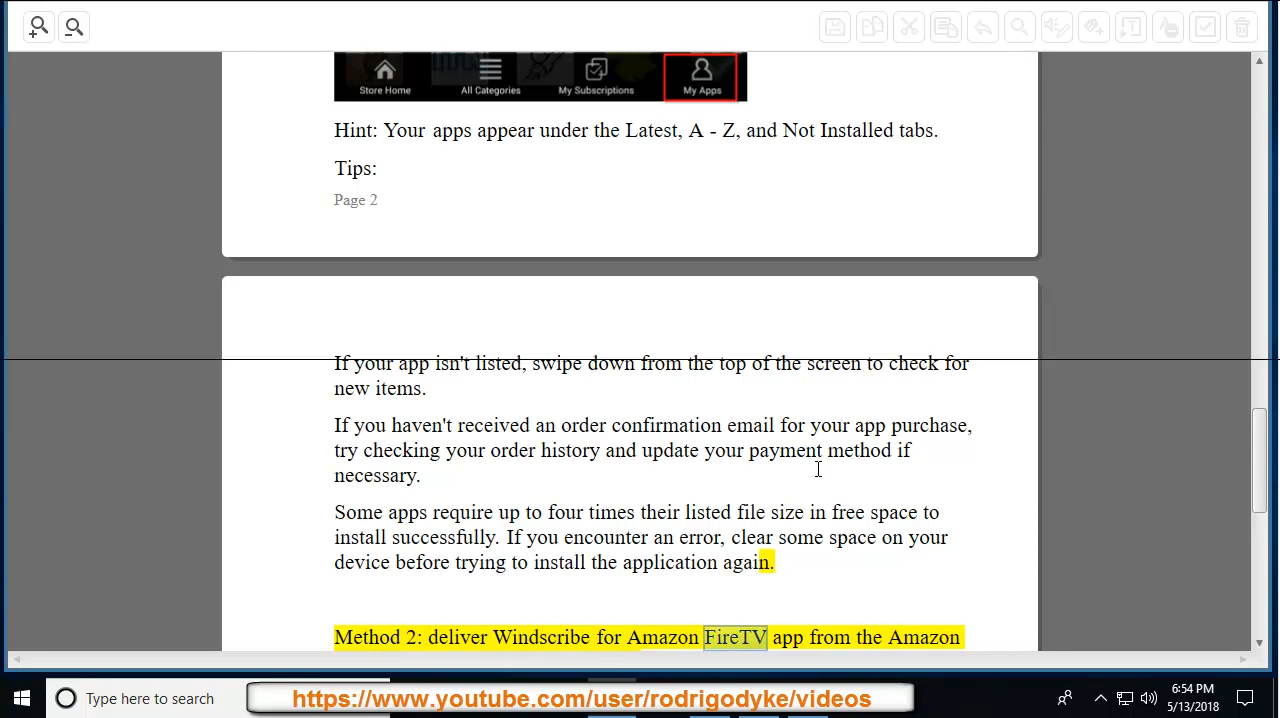 Store Home All Categories My Subscriptions My Apps
Hint: Your apps appear under the Latest, A - Z, and Not Installed tabs.
Tips:
Page 2
If your app isn't listed, swipe down from the top of the screen to check for
new items.
If you haven't received an order confirmation email for your app purchase,
try checking your order history and update your payment method if
necessary.
Some apps require up to four times their listed file size in free space to
install successfully. If you encounter an error, clear some space on your
device before trying to install the application again.
Method 2: deliver Windscribe for Amazon FireTV app from the Amazon
Type here to search
https://www.youtube.com/user/rodrigodyke/videos
6:54 PM
5/13/2018